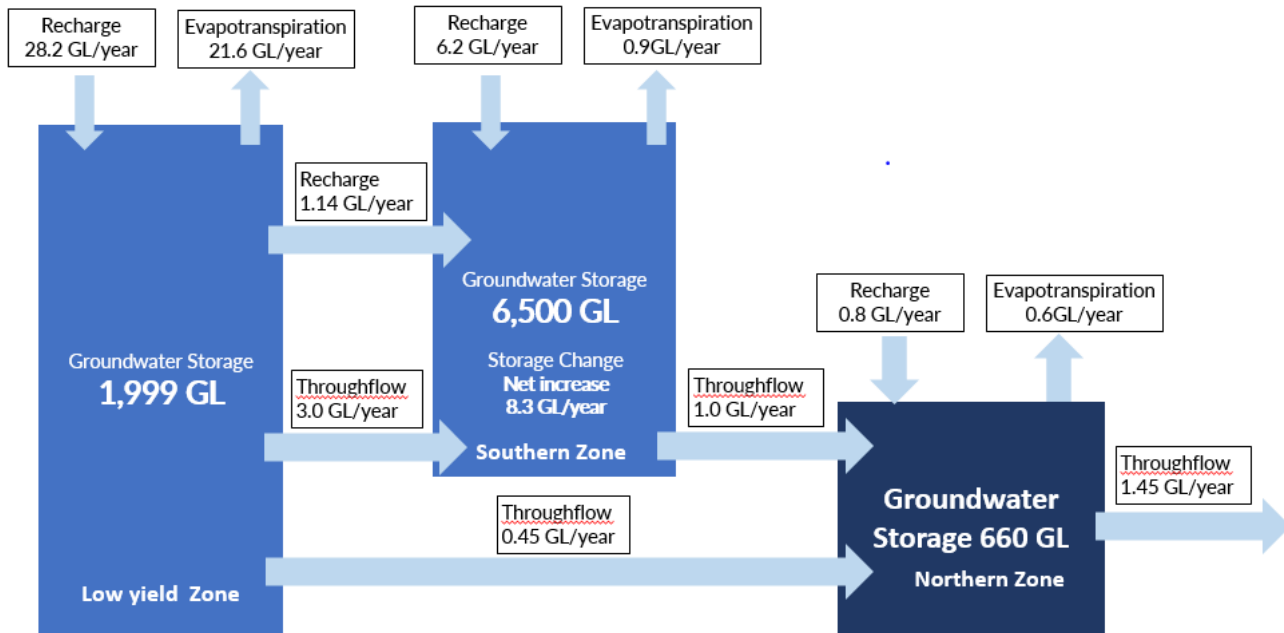 Recharge
28.2 GL/year
Evapotranspiration
21.6 GL/year
Recharge
6.2 GL/year
Evapotranspiration
0.9GL/year
Recharge
1.14 GL/year
Groundwater Storage
1,999 GL
Groundwater Storage
6,500 GL
Storage Change
Net increase
8.3 GL/year
Southern Zone
Throughflow
3.0 GL/year
Throughflow
1.0 GL/year
Recharge
0.8 GL/year
Evapotranspiration
0.6GL/year
Throughflow
0.45 GL/year
Low yield Zone
Groundwater
Storage 660 GL
Northern Zone
Throughflow
1.45 GL/year